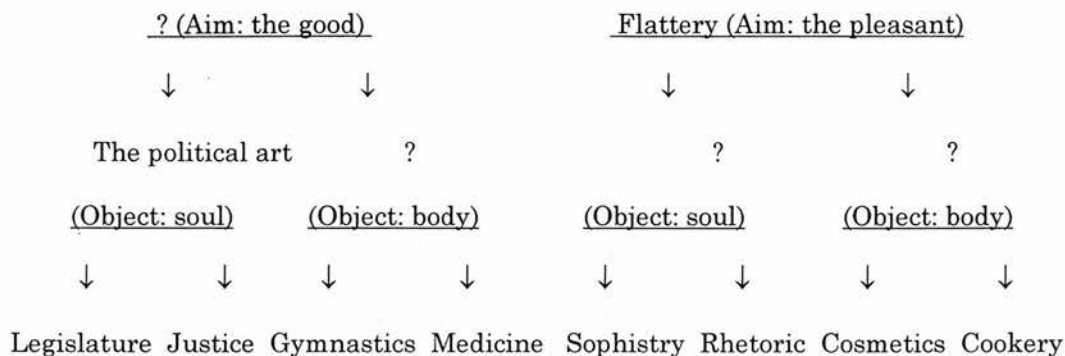 ? (Aim: the good) Flattery (Aim: the pleasant)
↓ ↓ ↓ ↓
The political art ? ? ?
(Object: soul) (Object: body) (Object: soul) (Object: body)
↓ ↓ ↓ ↓ ↓ ↓ ↓ ↓
Legislature Justice Gymnastics Medicine Sophistry Rhetoric Cosmetics Cookery